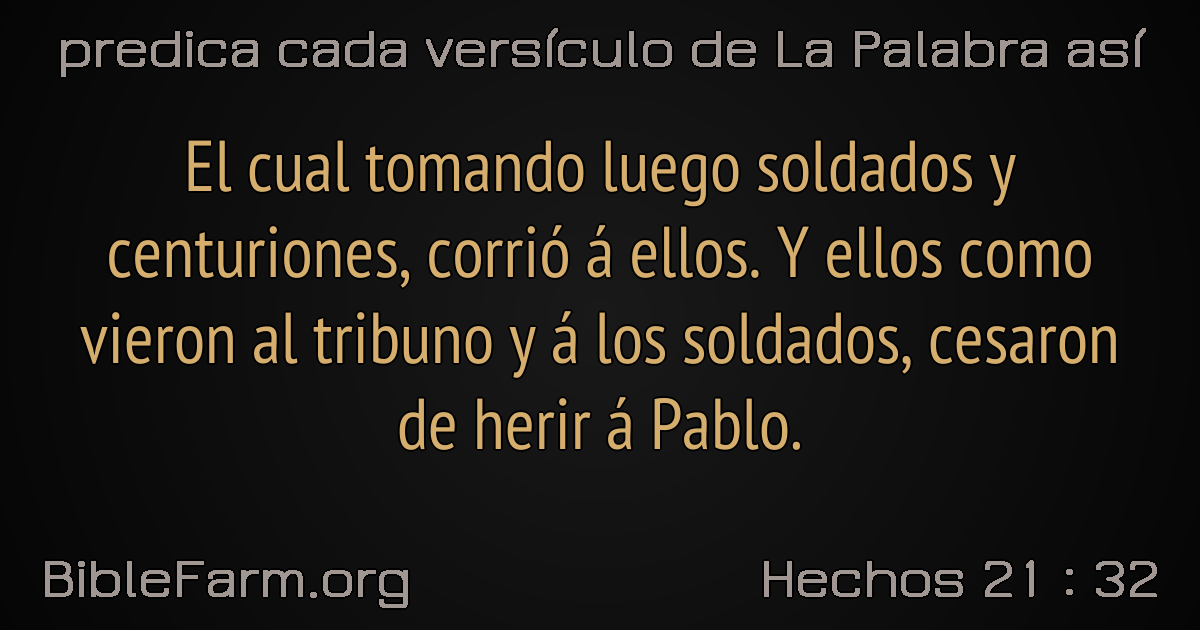 predica cada versículo de La Palabra así
El cual tomando luego soldados y
centuriones, corrió á ellos. Y ellos como
vieron al tribuno y á los soldados, cesaron
de herir á Pablo.
BibleFarm.org
Hechos 21 : 32